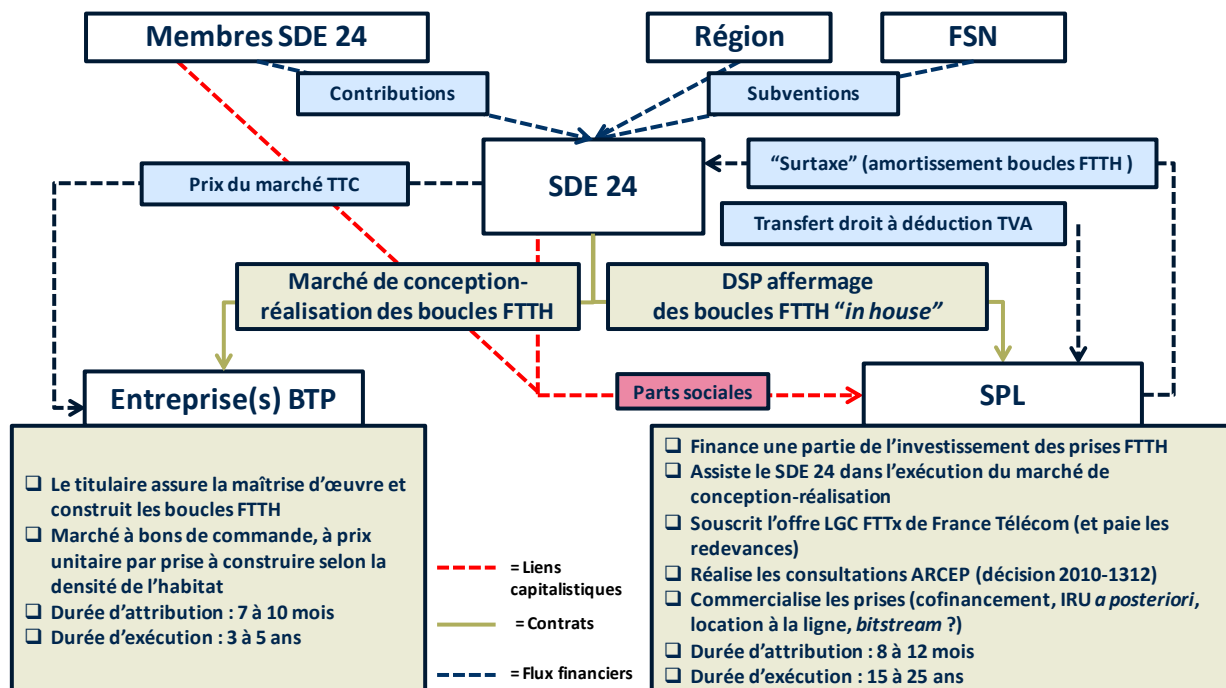 Membres SDE 24
Région
FSN
Contributions
Subventions
SDE 24
"Surtaxe" (amortissement boucles FTTH )
Prix du marché TTC
Transfert droit à déduction TVA
Marché de conception-
réalisation des boucles FTTH
DSP affermage
des boucles FTTH "in house"
Entreprise(s) BTP
Parts sociales
SPL
❑ Le titulaire assure la maîtrise d'œuvre et
construit les boucles FTTH
❑ Marché à bons de commande, à prix
unitaire par prise à construire selon la
densité de l'habitat
❑ Durée d'attribution : 7 à 10 mois
❑ Durée d'exécution : 3 à 5 ans
= Liens
capitalistiques
= Contrats
= Flux financiers
❑ Finance une partie de l'investissement des prises FTTH
❑ Assiste le SDE 24 dans l'exécution du marché de
conception-réalisation
❑ Souscrit l'offre LGC FTTx de France Télécom (et paie les
redevances)
❑ Réalise les consultations ARCEP (décision 2010-1312)
❑ Commercialise les prises (cofinancement, IRU a posteriori,
location à la ligne, bitstream ?)
❑ Durée d'attribution : 8 à 12 mois
❑ Durée d'exécution : 15 à 25 ans